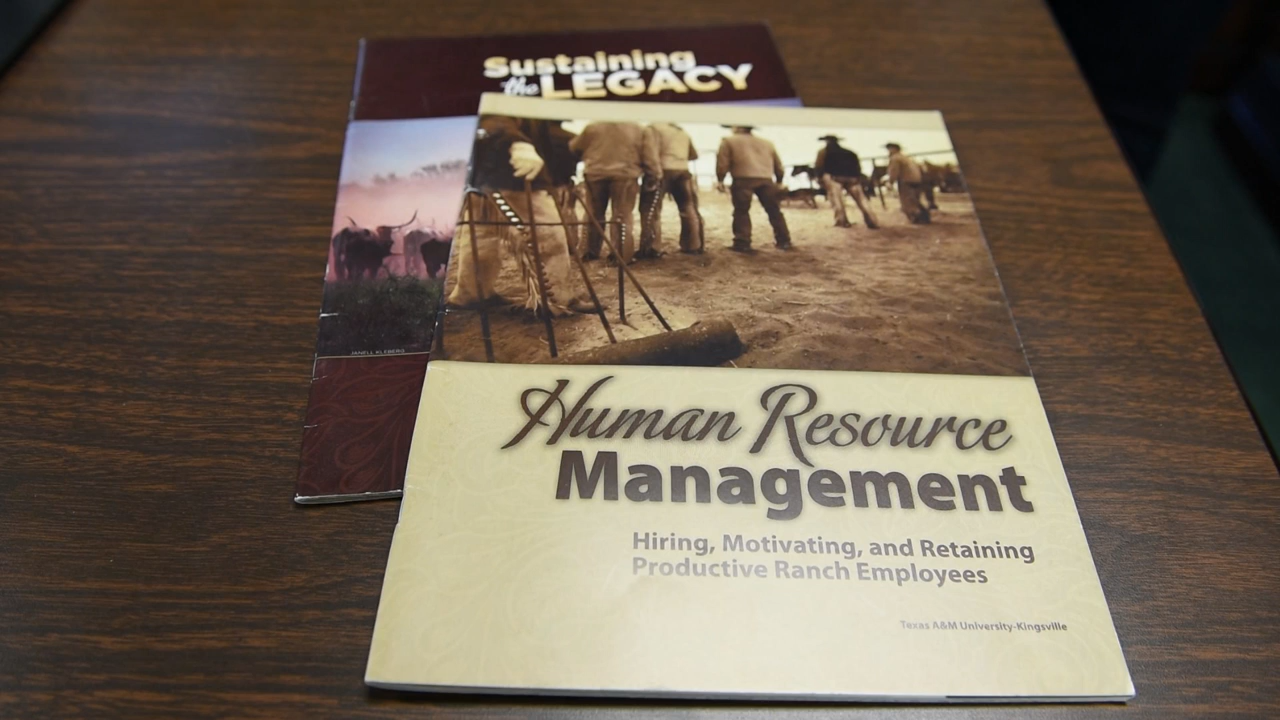 Sustaining
the LEGACY
JANELL KLEBERG
Human Resource
Management
Hiring, Motivating, and Retaining
Productive Ranch Employees
Texas A&M University-Kingsville